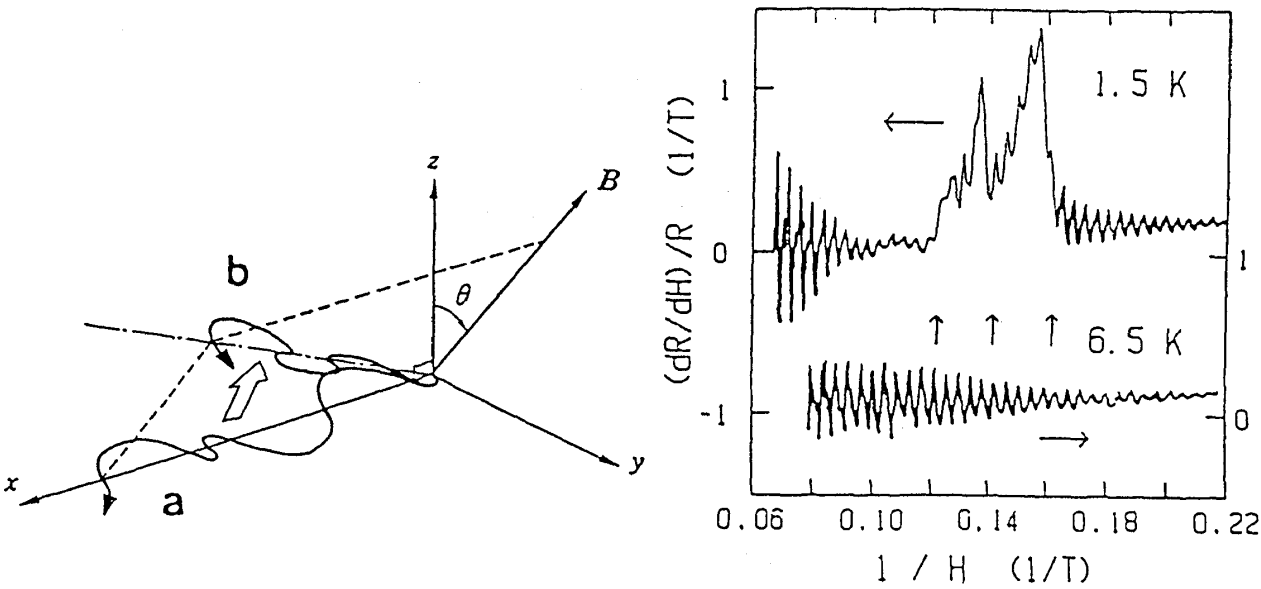 z
B
θ
b
x
a
y
(dR/dH)/R (1/T)
1
0
-1
1.5 K
6.5 K
1
0
0.06 0.10 0.14 0.18 0.22
1 / H (1/T)